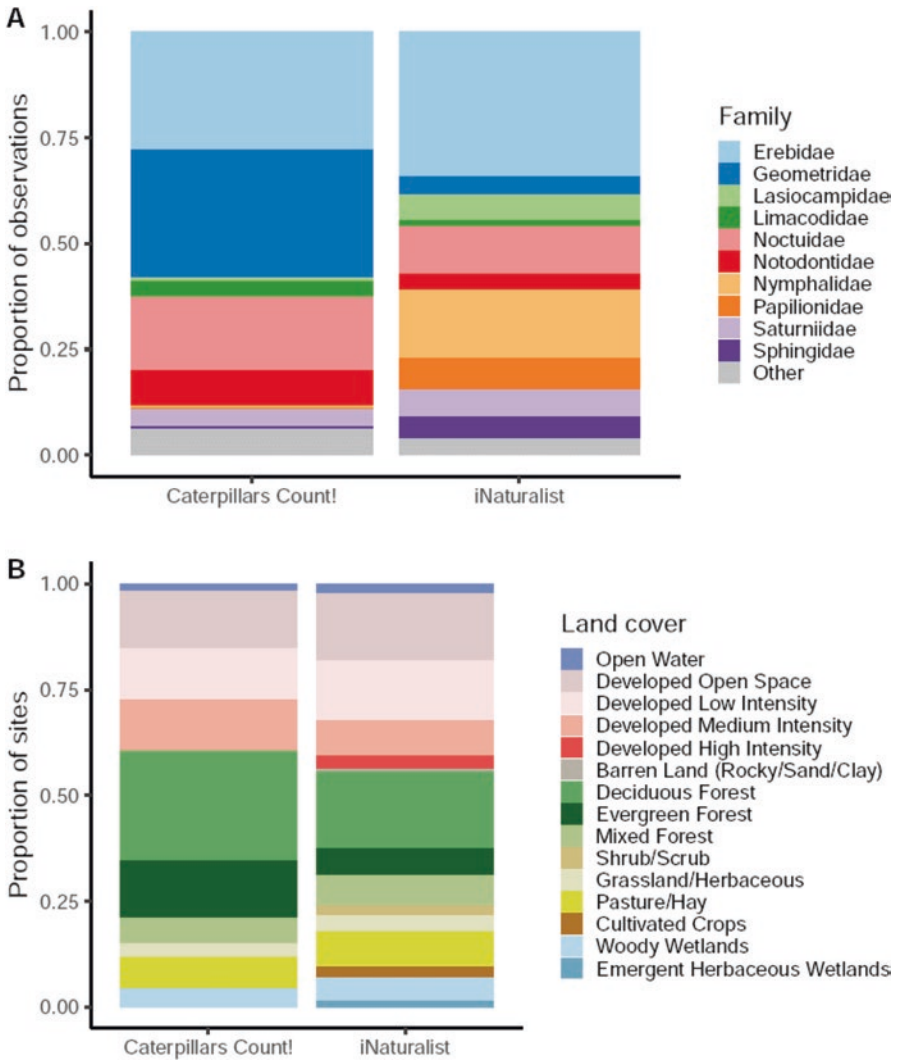 A
Proportion of observations
1.00
0.75
0.50
0.25
0.00
Caterpillars Count!
iNaturalist
Family
Erebidae
Geometridae
Lasiocampidae
Limacodidae
Noctuidae
Notodontidae
Nymphalidae
Papilionidae
Saturniidae
Sphingidae
Other
B
Proportion of sites
1.00
0.75
0.50
0.25
0.00
Caterpillars Count!
iNaturalist
Land cover
Open Water
Developed Open Space
Developed Low Intensity
Developed Medium Intensity
Developed High Intensity
Barren Land (Rocky/Sand/Clay)
Deciduous Forest
Evergreen Forest
Mixed Forest
Shrub/Scrub
Grassland/Herbaceous
Pasture/Hay
Cultivated Crops
Woody Wetlands
Emergent Herbaceous Wetlands